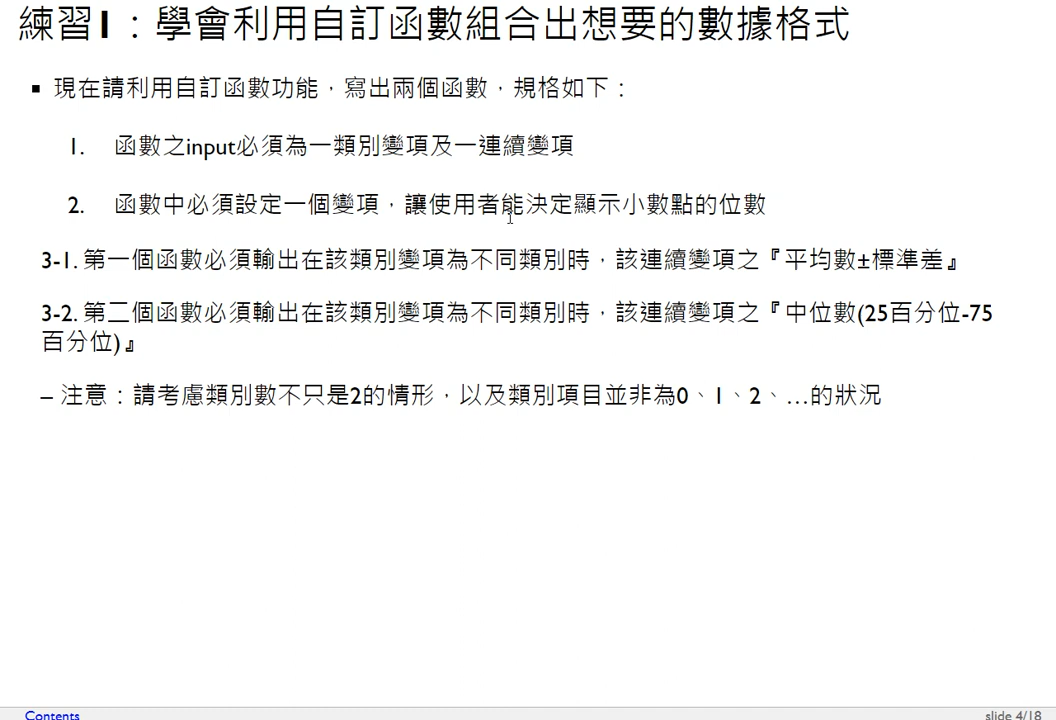 練習1：學會利用自訂函數組合出想要的數據格式
▪ 現在請利用自訂函數功能，寫出兩個函數，規格如下：
1. 函數之input必須為一類別變項及一連續變項
2. 函數中必須設定一個變項，讓使用者能決定顯示小數點的位數
3-1. 第一個函數必須輸出在該類別變項為不同類別時，該連續變項之『平均數±標準差』
3-2. 第二個函數必須輸出在該類別變項為不同類別時，該連續變項之『中位數(25百分位-75
百分位)』
– 注意：請考慮類別數不只是2的情形，以及類別項目並非為0、1、2、…的狀況
Contents
slide 4/18